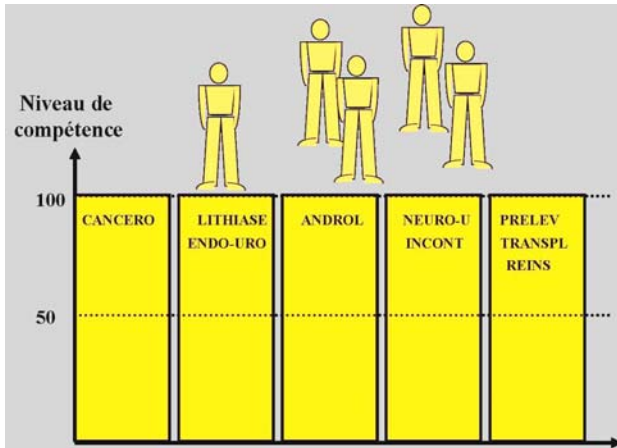 Niveau de
compétence
100
CANCERO
LITHIASE
ENDO-URO
ANDROL
NEURO-U
INCONT
PRELEV
TRANSPL
REINS
50